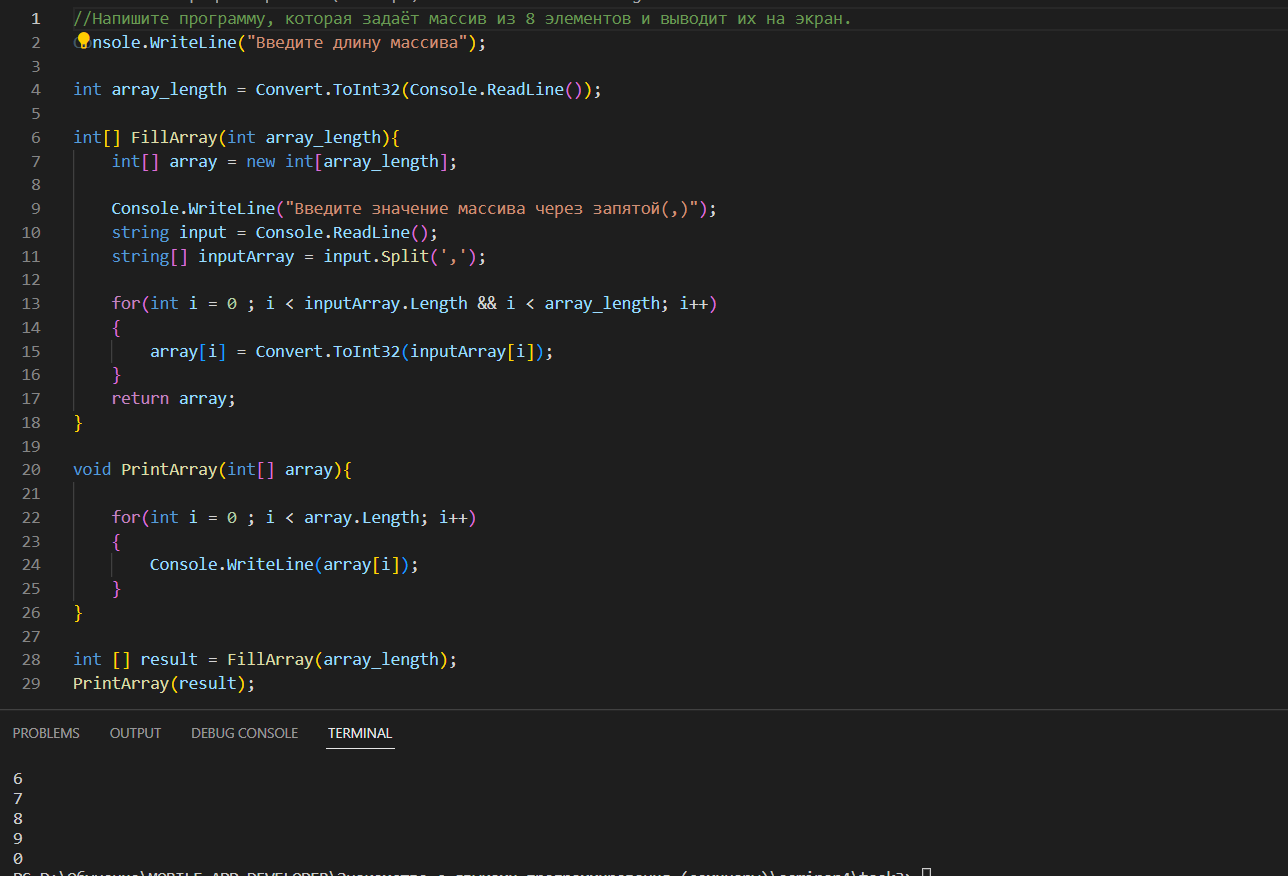 1 //Напишите программу, которая задаёт массив из 8 элементов и выводит их на экран.
2 Console.WriteLine("Введите длину массива");
3
4 int array_length = Convert.ToInt32(Console.ReadLine());
5
6 int[] FillArray(int array_length){
7 int[] array = new int[array_length];
8
9 Console.WriteLine("Введите значение массива через запятой(,)");
10 string input = Console.ReadLine();
11 string[] inputArray = input.Split(',');
12
13 for(int i = 0 ; i < inputArray.Length && i < array_length; i++)
14 {
15 array[i] = Convert.ToInt32(inputArray[i]);
16 }
17 return array;
18 }
19
20 void PrintArray(int[] array){
21
22 for(int i = 0 ; i < array.Length; i++)
23 {
24 Console.WriteLine(array[i]);
25 }
26 }
27
28 int [] result = FillArray(array_length);
29 PrintArray(result);
PROBLEMS OUTPUT DEBUG CONSOLE TERMINAL
6
7
8
9
0